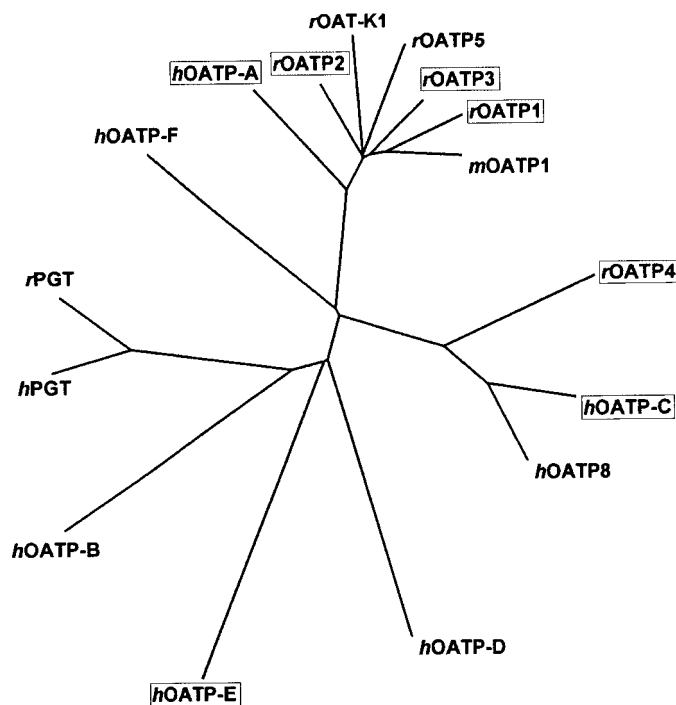 rOAT-K1
rOATP5
rOATP2
hOATP-A
rOATP3
rOATP1
hOATP-F
mOATP1
rOATP4
rPGT
hPGT
hOATP-C
hOATP8
hOATP-B
hOATP-D
hOATP-E